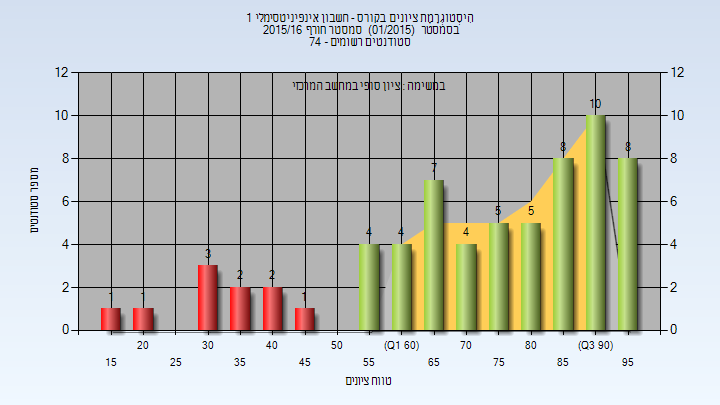 היסטוגרמת ציונים בקורס - חשבון אינפיניטסימלי 1
בסמסטר (01/2015) סמסטר חורף 2015/16
סטודנטים רשומים - 74
במשימה : ציון סופי במחשב המרכזי
12 12
10 10
8 8
6 6
4 4
2 2
0 0
1 1 3 2 2 1 4 4 7 4 5 5 8 10 8
מספר סטודנטים
20 30 40 50 (Q1 60) 70 80 (Q3 90)
15 25 35 45 55 65 75 85 95
טווח ציונים